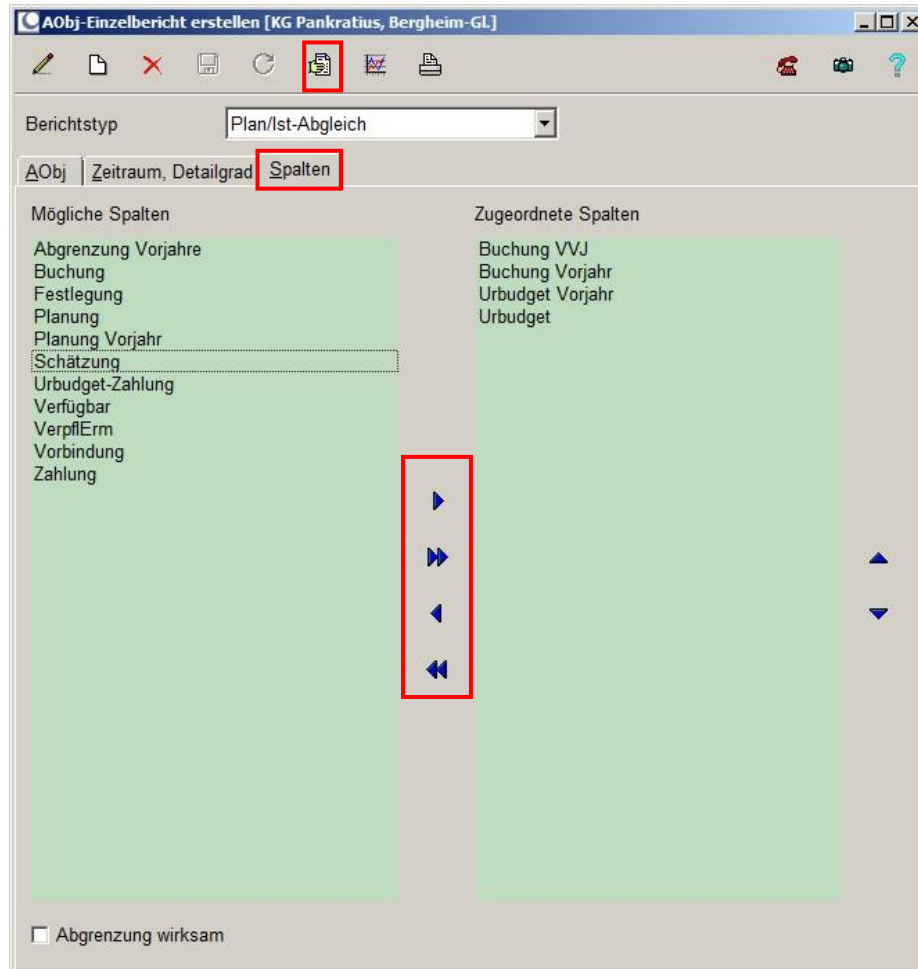 AObj-Einzelbericht erstellen [KG Pankratius, Bergheim-Gl.]
Berichtstyp Plan/Ist-Abgleich
AObj Zeitraum, Detailgrad Spalten
Mögliche Spalten
Abgrenzung Vorjahre
Buchung
Festlegung
Planung
Planung Vorjahr
Schätzung
Urbudget-Zahlung
Verfügbar
VerpflErm
Vorbindung
Zahlung
Zugeordnete Spalten
Buchung VVJ
Buchung Vorjahr
Urbudget Vorjahr
Urbudget
Abgrenzung wirksam